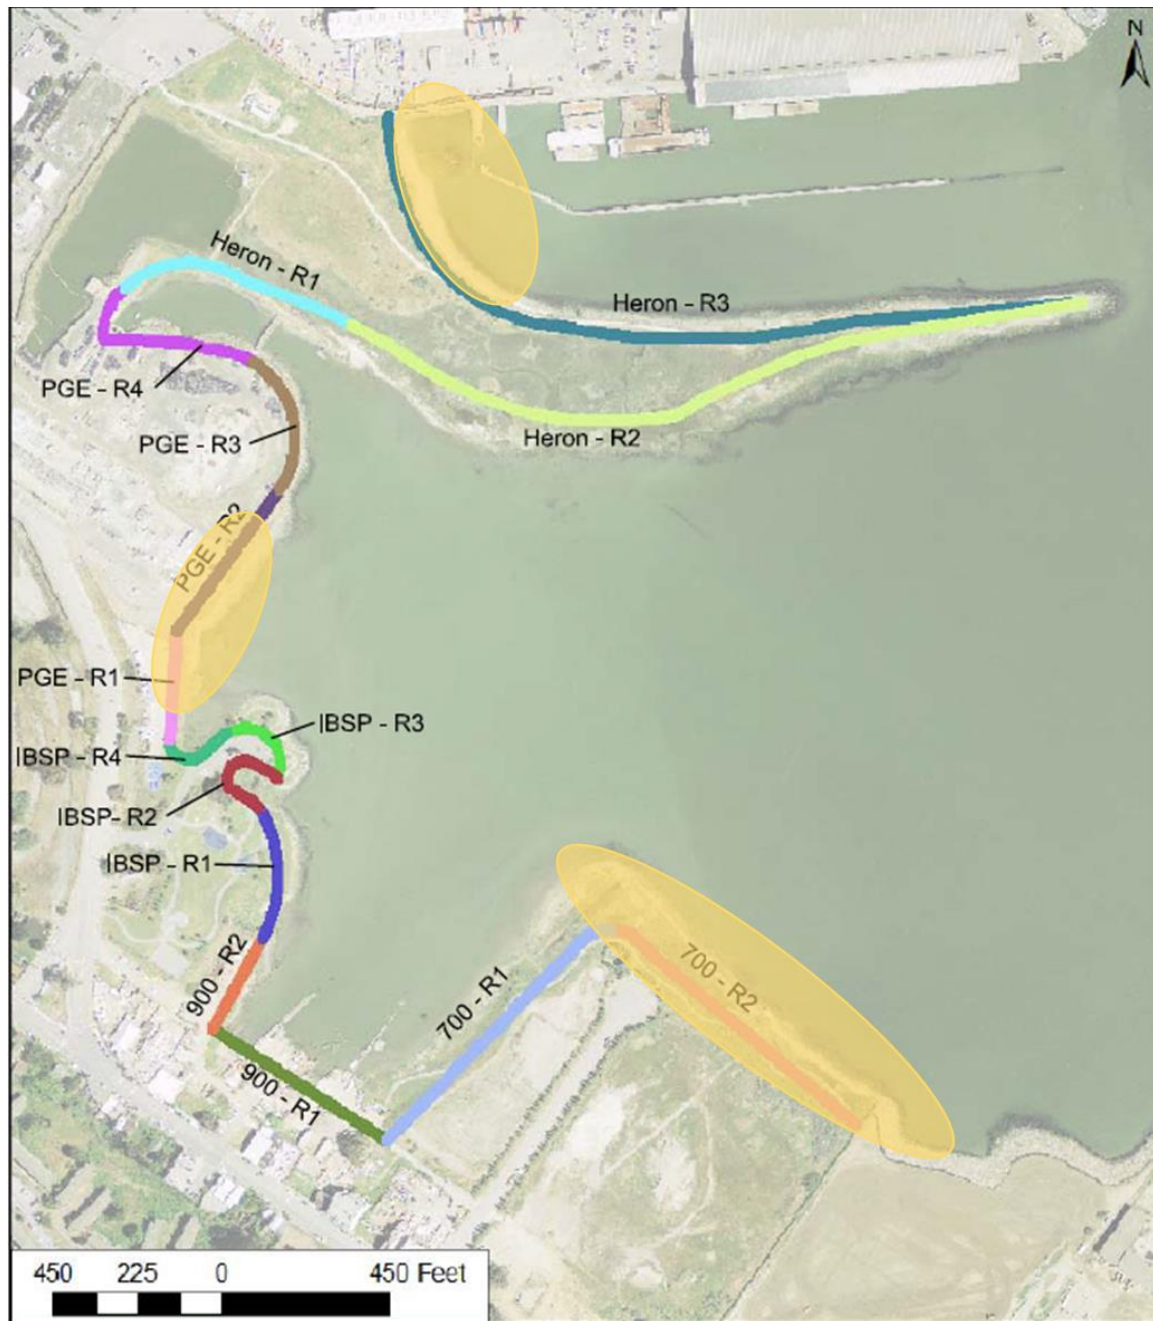 N
Heron - R1
Heron - R3
PGE - R4
Heron - R2
PGE - R3
PGE - R2
PGE - R1
IBSP - R3
IBSP - R4
IBSP- R2
IBSP - R1
900 - R2
700 - R1
700 - R2
900 - R1
450 225 0 450 Feet